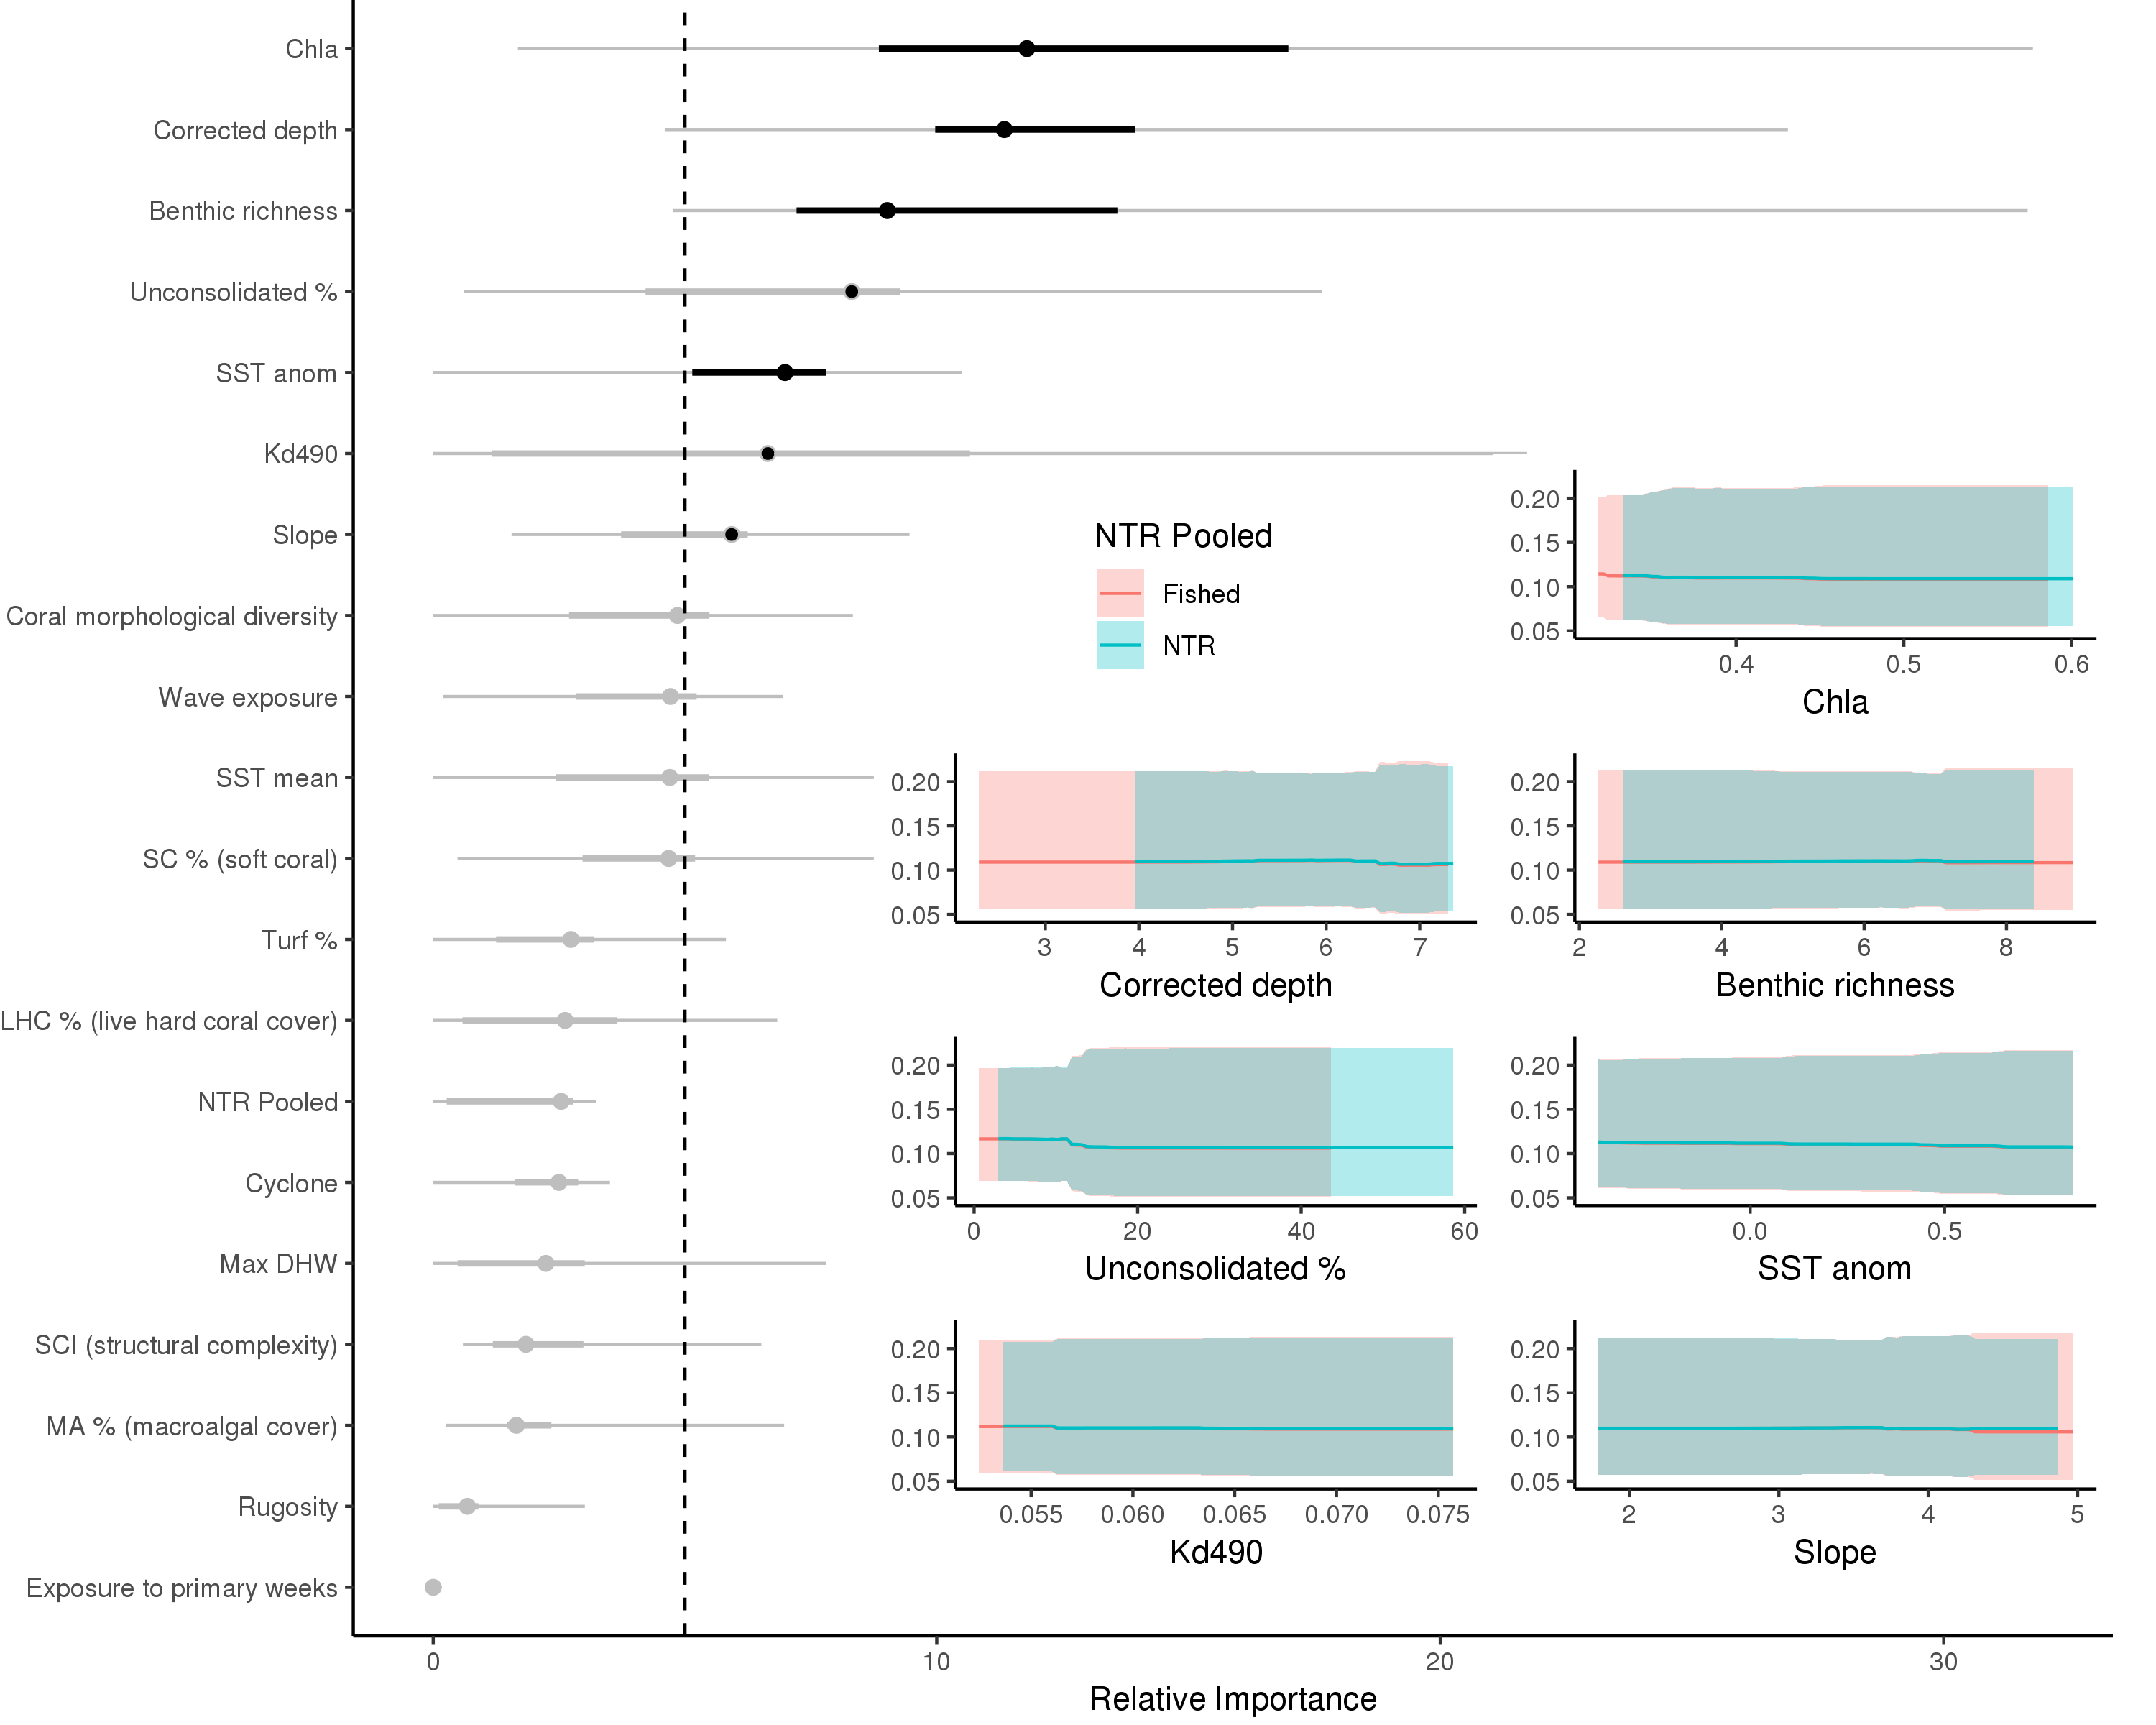 Chla
Corrected depth
Benthic richness
Unconsolidated %
SST anom
Kd490
Slope
Coral morphological diversity
Wave exposure
SST mean
SC % (soft coral)
Turf %
LHC % (live hard coral cover)
NTR Pooled
Cyclone
Max DHW
SCI (structural complexity)
MA % (macroalgal cover)
Rugosity
Exposure to primary weeks
0 10 20 30
Relative Importance
NTR Pooled
Fished
NTR
0.20
0.15
0.10
0.05
0.4 0.5 0.6
Chla
0.20
0.15
0.10
0.05
3 4 5 6 7
Corrected depth
0.20
0.15
0.10
0.05
2 4 6 8
Benthic richness
0.20
0.15
0.10
0.05
0 20 40 60
Unconsolidated %
0.20
0.15
0.10
0.05
0.0 0.5
SST anom
0.20
0.15
0.10
0.05
0.055 0.060 0.065 0.070 0.075
Kd490
0.20
0.15
0.10
0.05
2 3 4 5
Slope